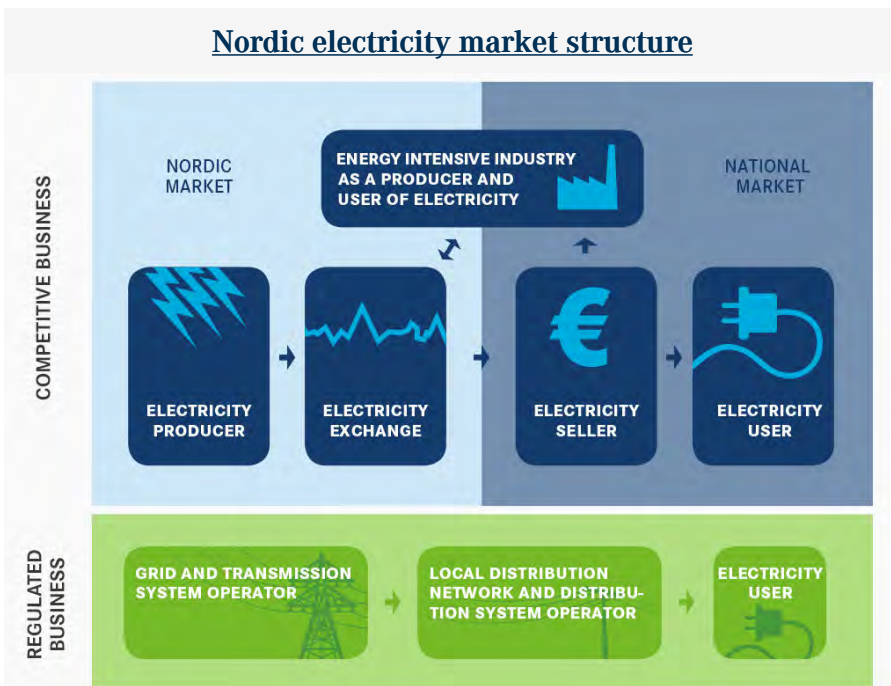 Nordic electricity market structure
COMPETITIVE BUSINESS
NORDIC
MARKET
ENERGY INTENSIVE INDUSTRY
AS A PRODUCER AND
USER OF ELECTRICITY
NATIONAL
MARKET
ELECTRICITY
PRODUCER
ELECTRICITY
EXCHANGE
€
ELECTRICITY
SELLER
ELECTRICITY
USER
REGULATED
BUSINESS
GRID AND TRANSMISSION
SYSTEM OPERATOR
LOCAL DISTRIBUTION
NETWORK AND DISTRIBU-
TION SYSTEM OPERATOR
ELECTRICITY
USER